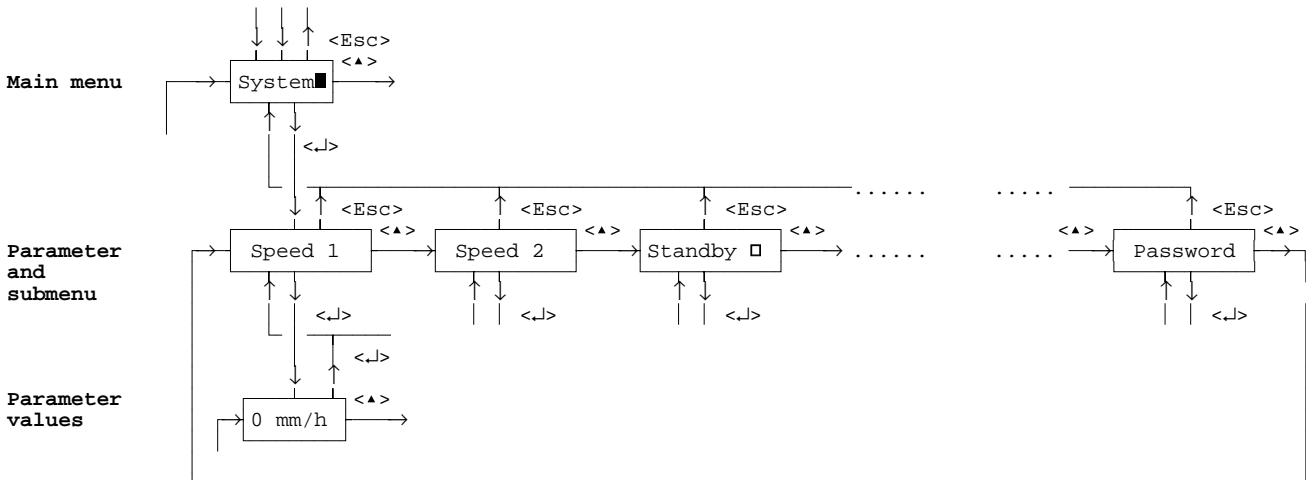 <Esc>
<▲>
Main menu
System■
<↵>
...... .....
<Esc> <Esc> <Esc> <Esc>
<▲> <▲> <▲> <▲> <▲>
Parameter
and
submenu
Speed 1 Speed 2 Standby □ ...... ..... Password
<↵> <↵> <↵> <↵>
<↵>
Parameter
values
<▲>
0 mm/h